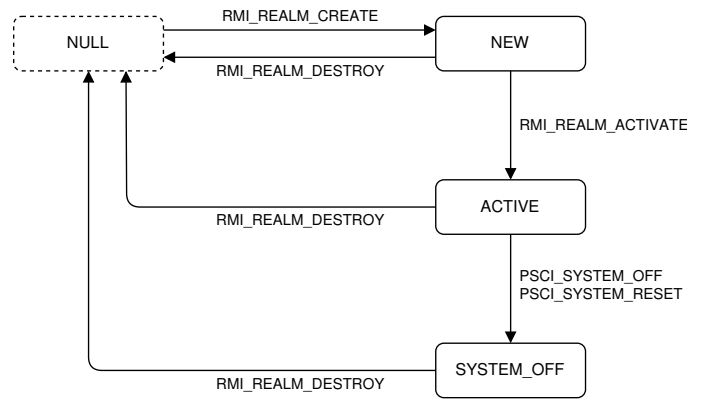 RMI_REALM_CREATE
NULL
NEW
RMI_REALM_DESTROY
RMI_REALM_ACTIVATE
ACTIVE
RMI_REALM_DESTROY
PSCI_SYSTEM_OFF
PSCI_SYSTEM_RESET
SYSTEM_OFF
RMI_REALM_DESTROY